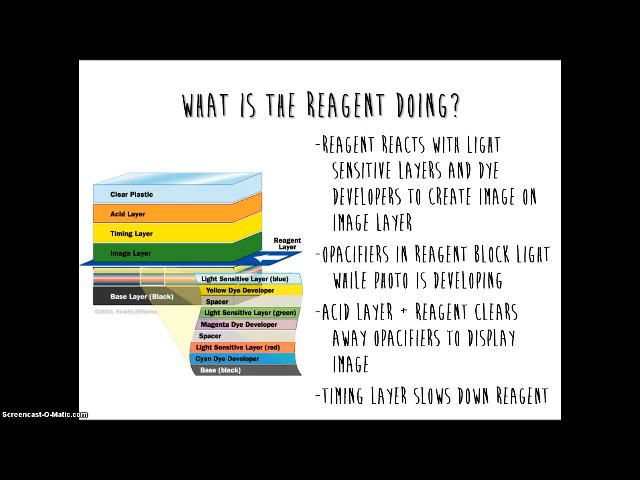 WHAT IS THE REAGENT DOING?
-REAGENT REACTS WITH LIGHT
SENSITIVE LAYERS AND DYE
DEVELOPERS TO CREATE IMAGE ON
IMAGE LAYER
-OPACIFIERS IN REAGENT BLOCK LIGHT
WHILE PHOTO IS DEVELOPING
-ACID LAYER + REAGENT CLEARS
AWAY OPACIFIERS TO DISPLAY
IMAGE
-TIMING LAYER SLOWS DOWN REAGENT
Clear Plastic
Acid Layer
Timing Layer
Image Layer
Reagent
Layer
Base Layer (Black)
©2001 HowStuffWorks
Light Sensitive Layer (blue)
Yellow Dye Developer
Spacer
Light Sensitive Layer (green)
Magenta Dye Developer
Spacer
Light Sensitive Layer (red)
Cyan Dye Developer
Base (black)
Screencast-O-Matic.com